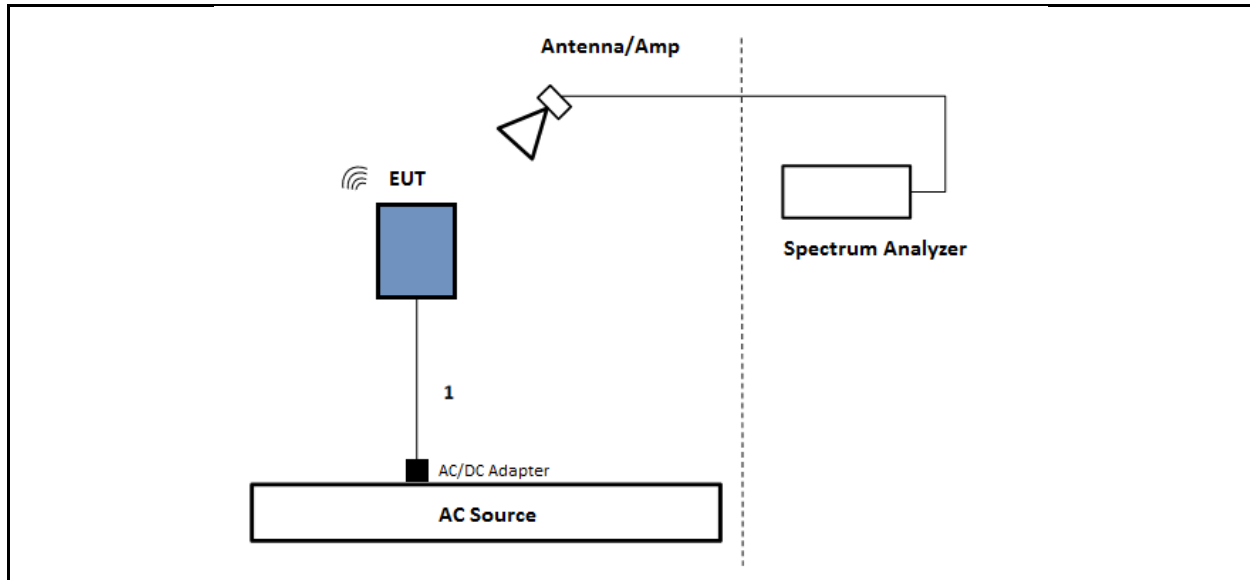 Antenna/Amp
EUT
Spectrum Analyzer
1
AC/DC Adapter
AC Source